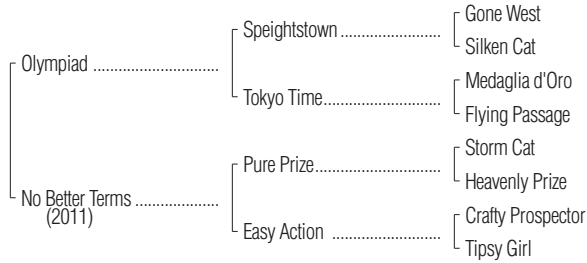 Gone West
Speightstown
Silken Cat
Olympiad
Medaglia d'Oro
Tokyo Time
Flying Passage
Storm Cat
Pure Prize
Heavenly Prize
No Better Terms
(2011)
Crafty Prospector
Easy Action
Tipsy Girl